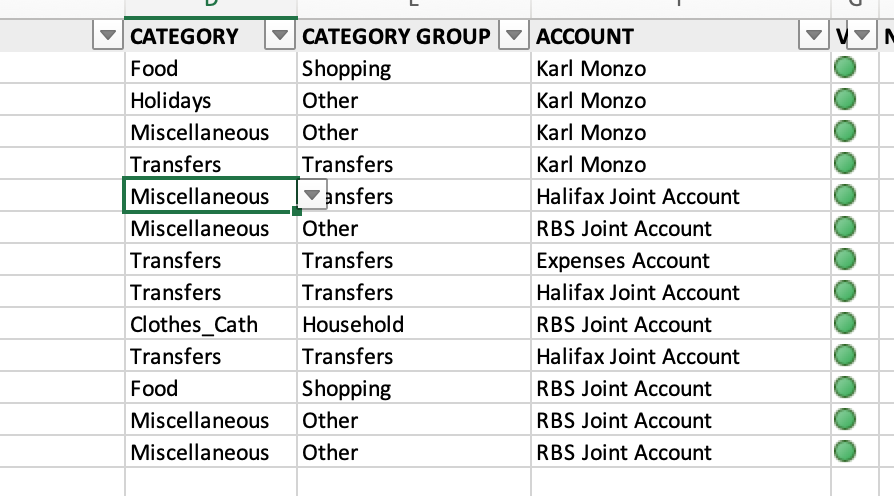 CATEGORY CATEGORY GROUP ACCOUNT
Food Shopping Karl Monzo
Holidays Other Karl Monzo
Miscellaneous Other Karl Monzo
Transfers Transfers Karl Monzo
Miscellaneous ansfers Halifax Joint Account
Miscellaneous Other RBS Joint Account
Transfers Transfers Expenses Account
Transfers Transfers Halifax Joint Account
Clothes_Cath Household RBS Joint Account
Transfers Transfers Halifax Joint Account
Food Shopping RBS Joint Account
Miscellaneous Other RBS Joint Account
Miscellaneous Other RBS Joint Account